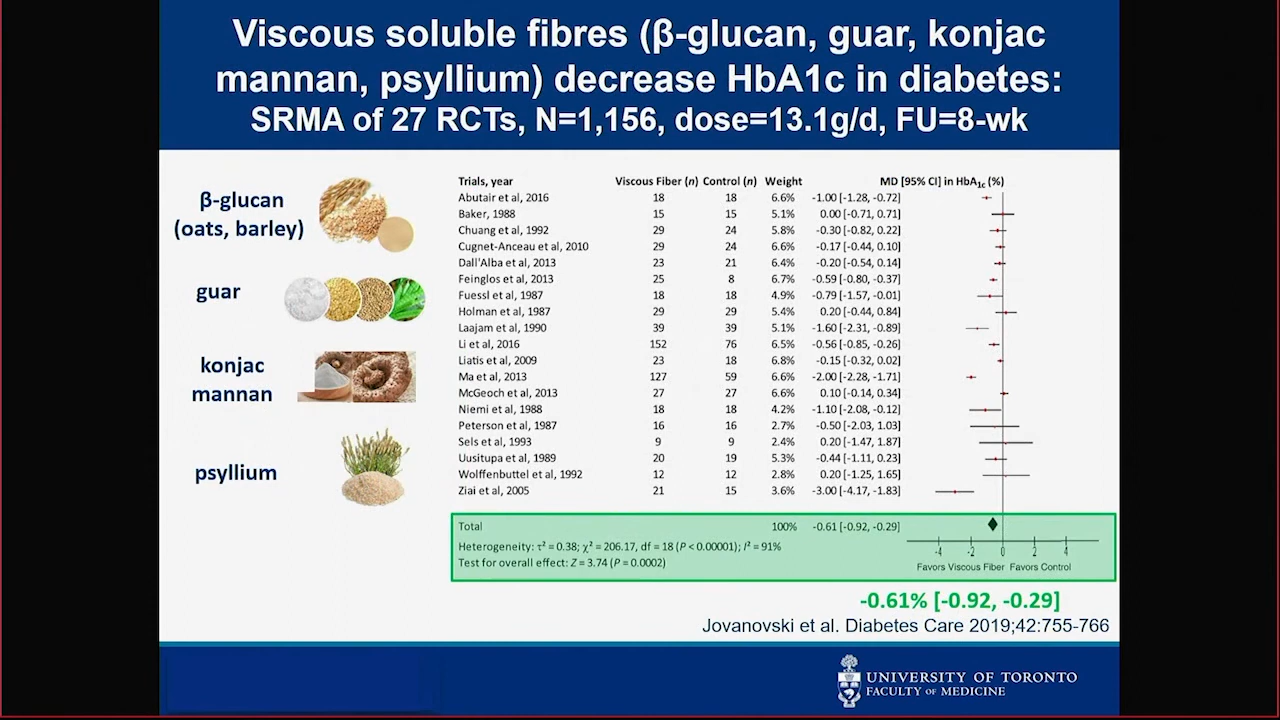 Viscous soluble fibres (β-glucan, guar, konjac
mannan, psyllium) decrease HbA1c in diabetes:
SRMA of 27 RCTs, N=1,156, dose=13.1g/d, FU=8-wk
β-glucan
(oats, barley)
guar
konjac
mannan
psyllium
Trials, year Viscous Fiber (n) Control (n) Weight MD [95% CI] in HbA1c (%)
Abutair et al, 2016 18 18 6.6% -1.00 [-1.28, -0.72]
Baker, 1988 15 15 5.1% 0.00 [-0.71, 0.71]
Chuang et al, 1992 29 24 5.8% -0.30 [-0.82, 0.22]
Cugnet-Anceau et al, 2010 29 24 6.6% -0.17 [-0.44, 0.10]
Dall'Alba et al, 2013 23 21 6.4% -0.20 [-0.54, 0.14]
Feinglos et al, 2013 25 8 6.7% -0.59 [-0.80, -0.37]
Fuessl et al, 1987 18 18 4.9% -0.79 [-1.57, -0.01]
Holman et al, 1987 29 29 5.4% 0.20 [-0.44, 0.84]
Laajam et al, 1990 39 39 5.1% -1.60 [-2.31, -0.89]
Li et al, 2016 152 76 6.5% -0.56 [-0.85, -0.26]
Liatis et al, 2009 23 18 6.8% -0.15 [-0.32, 0.02]
Ma et al, 2013 127 59 6.6% -2.00 [-2.28, -1.71]
McGeoch et al, 2013 27 27 6.6% 0.10 [-0.14, 0.34]
Niemi et al, 1988 18 18 4.2% -1.10 [-2.08, -0.12]
Peterson et al, 1987 16 16 2.7% -0.50 [-2.03, 1.03]
Sels et al, 1993 9 9 2.4% 0.20 [-1.47, 1.87]
Uusitupa et al, 1989 20 19 5.3% -0.44 [-1.11, 0.23]
Wolffenbuttel et al, 1992 12 12 2.8% 0.20 [-1.25, 1.65]
Ziai et al, 2005 21 15 3.6% -3.00 [-4.17, -1.83]
Total 100% -0.61 [-0.92, -0.29]
Heterogeneity: τ² = 0.38; χ² = 206.17, df = 18 (P < 0.00001); I² = 91%
Test for overall effect: Z = 3.74 (P = 0.0002)
-4 -2 0 2 4
Favors Viscous Fiber Favors Control
-0.61% [-0.92, -0.29]
Jovanovski et al. Diabetes Care 2019;42:755-766
UNIVERSITY OF TORONTO
FACULTY OF MEDICINE